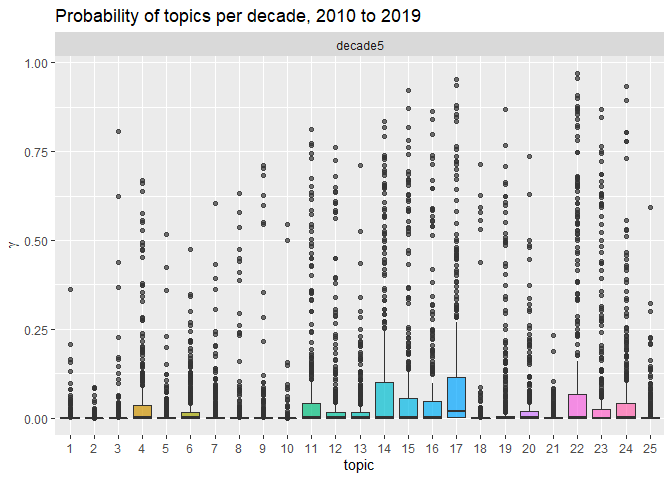 Probability of topics per decade, 2010 to 2019
decade5
1.00
0.75
0.50
0.25
0.00
γ
1 2 3 4 5 6 7 8 9 10 11 12 13 14 15 16 17 18 19 20 21 22 23 24 25
topic